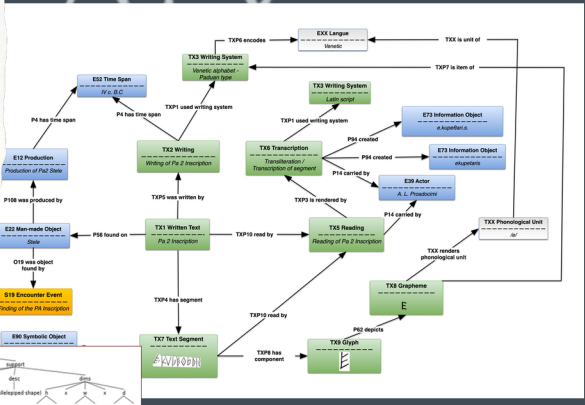 EXX Langue
Venetic
TXP6 encodes
TXX is unit of
TX3 Writing System
Venetic alphabet -
Paduan type
TXP7 is item of
E52 Time Span
IV c. B.C
TX3 Writing System
Latin script
P4 has time span
P4 has time span
TXP1 used writing system
TXP1 used writing system
E73 Information Object
e.kupeθari.s.
P94 created
E12 Production
Production of Pa2 Stele
TX2 Writing
Writing of Pa 2 Inscription
TX6 Transcription
Transliteration /
Transcription of segment
P94 created
E73 Information Object
ekupetaris
P14 carried by
E39 Actor
A. L. Prosdocimi
P108 was produced by
TXP5 was written by
TXP3 is rendered by
P14 carried by
E22 Man-made Object
Stele
P56 found on
TX1 Written Text
Pa 2 Inscription
TXP10 read by
TX5 Reading
Reading of Pa 2 Inscription
TXX Phonological Unit
/e/
O19 was object
found by
TXX renders
phonological unit
TXP4 has segment
TX8 Grapheme
E
S19 Encounter Event
Finding of the PA Inscription
TXP10 read by
P62 depicts
E90 Symbolic Object
TX7 Text Segment
TXP8 has
component
TX9 Glyph
support
desc
dims
h x w x d